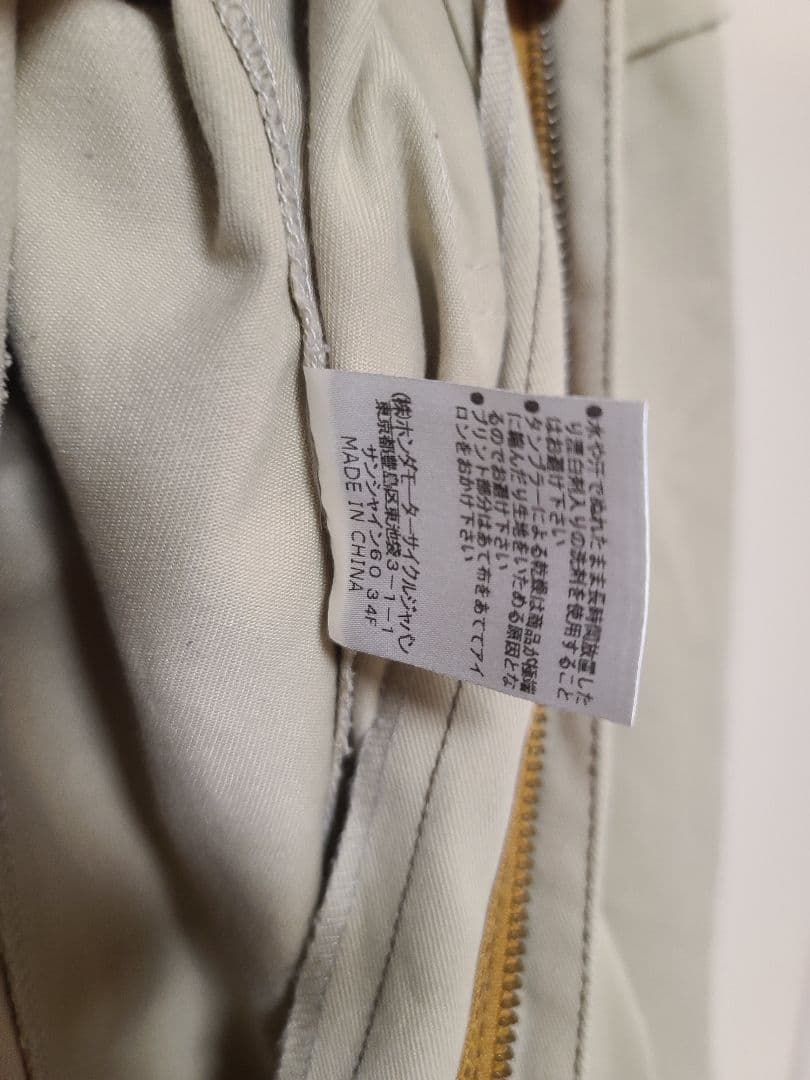 ●水や汗でぬれたまま長時間放置した
り漂白剤入りの洗剤を使用すること
はお避け下さい
●タンブラーによる乾燥は商品が極端
に縮んだり生地をいためる原因とな
るのでお避け下さい
●プリント部分はあて布をあててアイ
ロンをおかけ下さい
(株)ホンダモーターサイクルジャパン
東京都豊島区東池袋3-1-1
サンシャイン60 34F
MADE IN CHINA